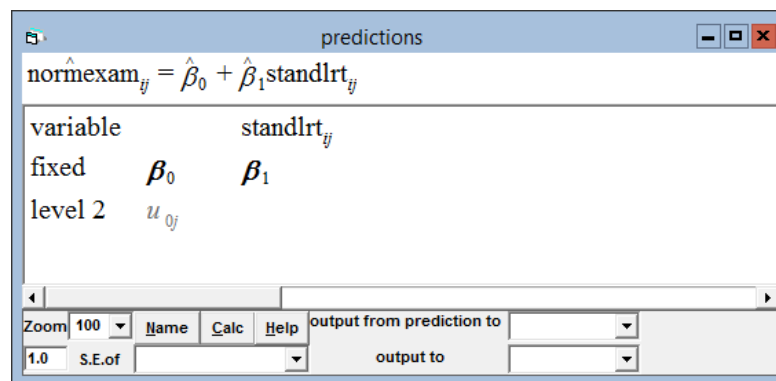 predictions
normexam̂ᵢⱼ = β̂₀ + β̂₁standlrtᵢⱼ
variable standlrtᵢⱼ
fixed β₀ β₁
level 2 u₀ⱼ
Zoom 100 Name Calc Help output from prediction to
1.0 S.E.of output to